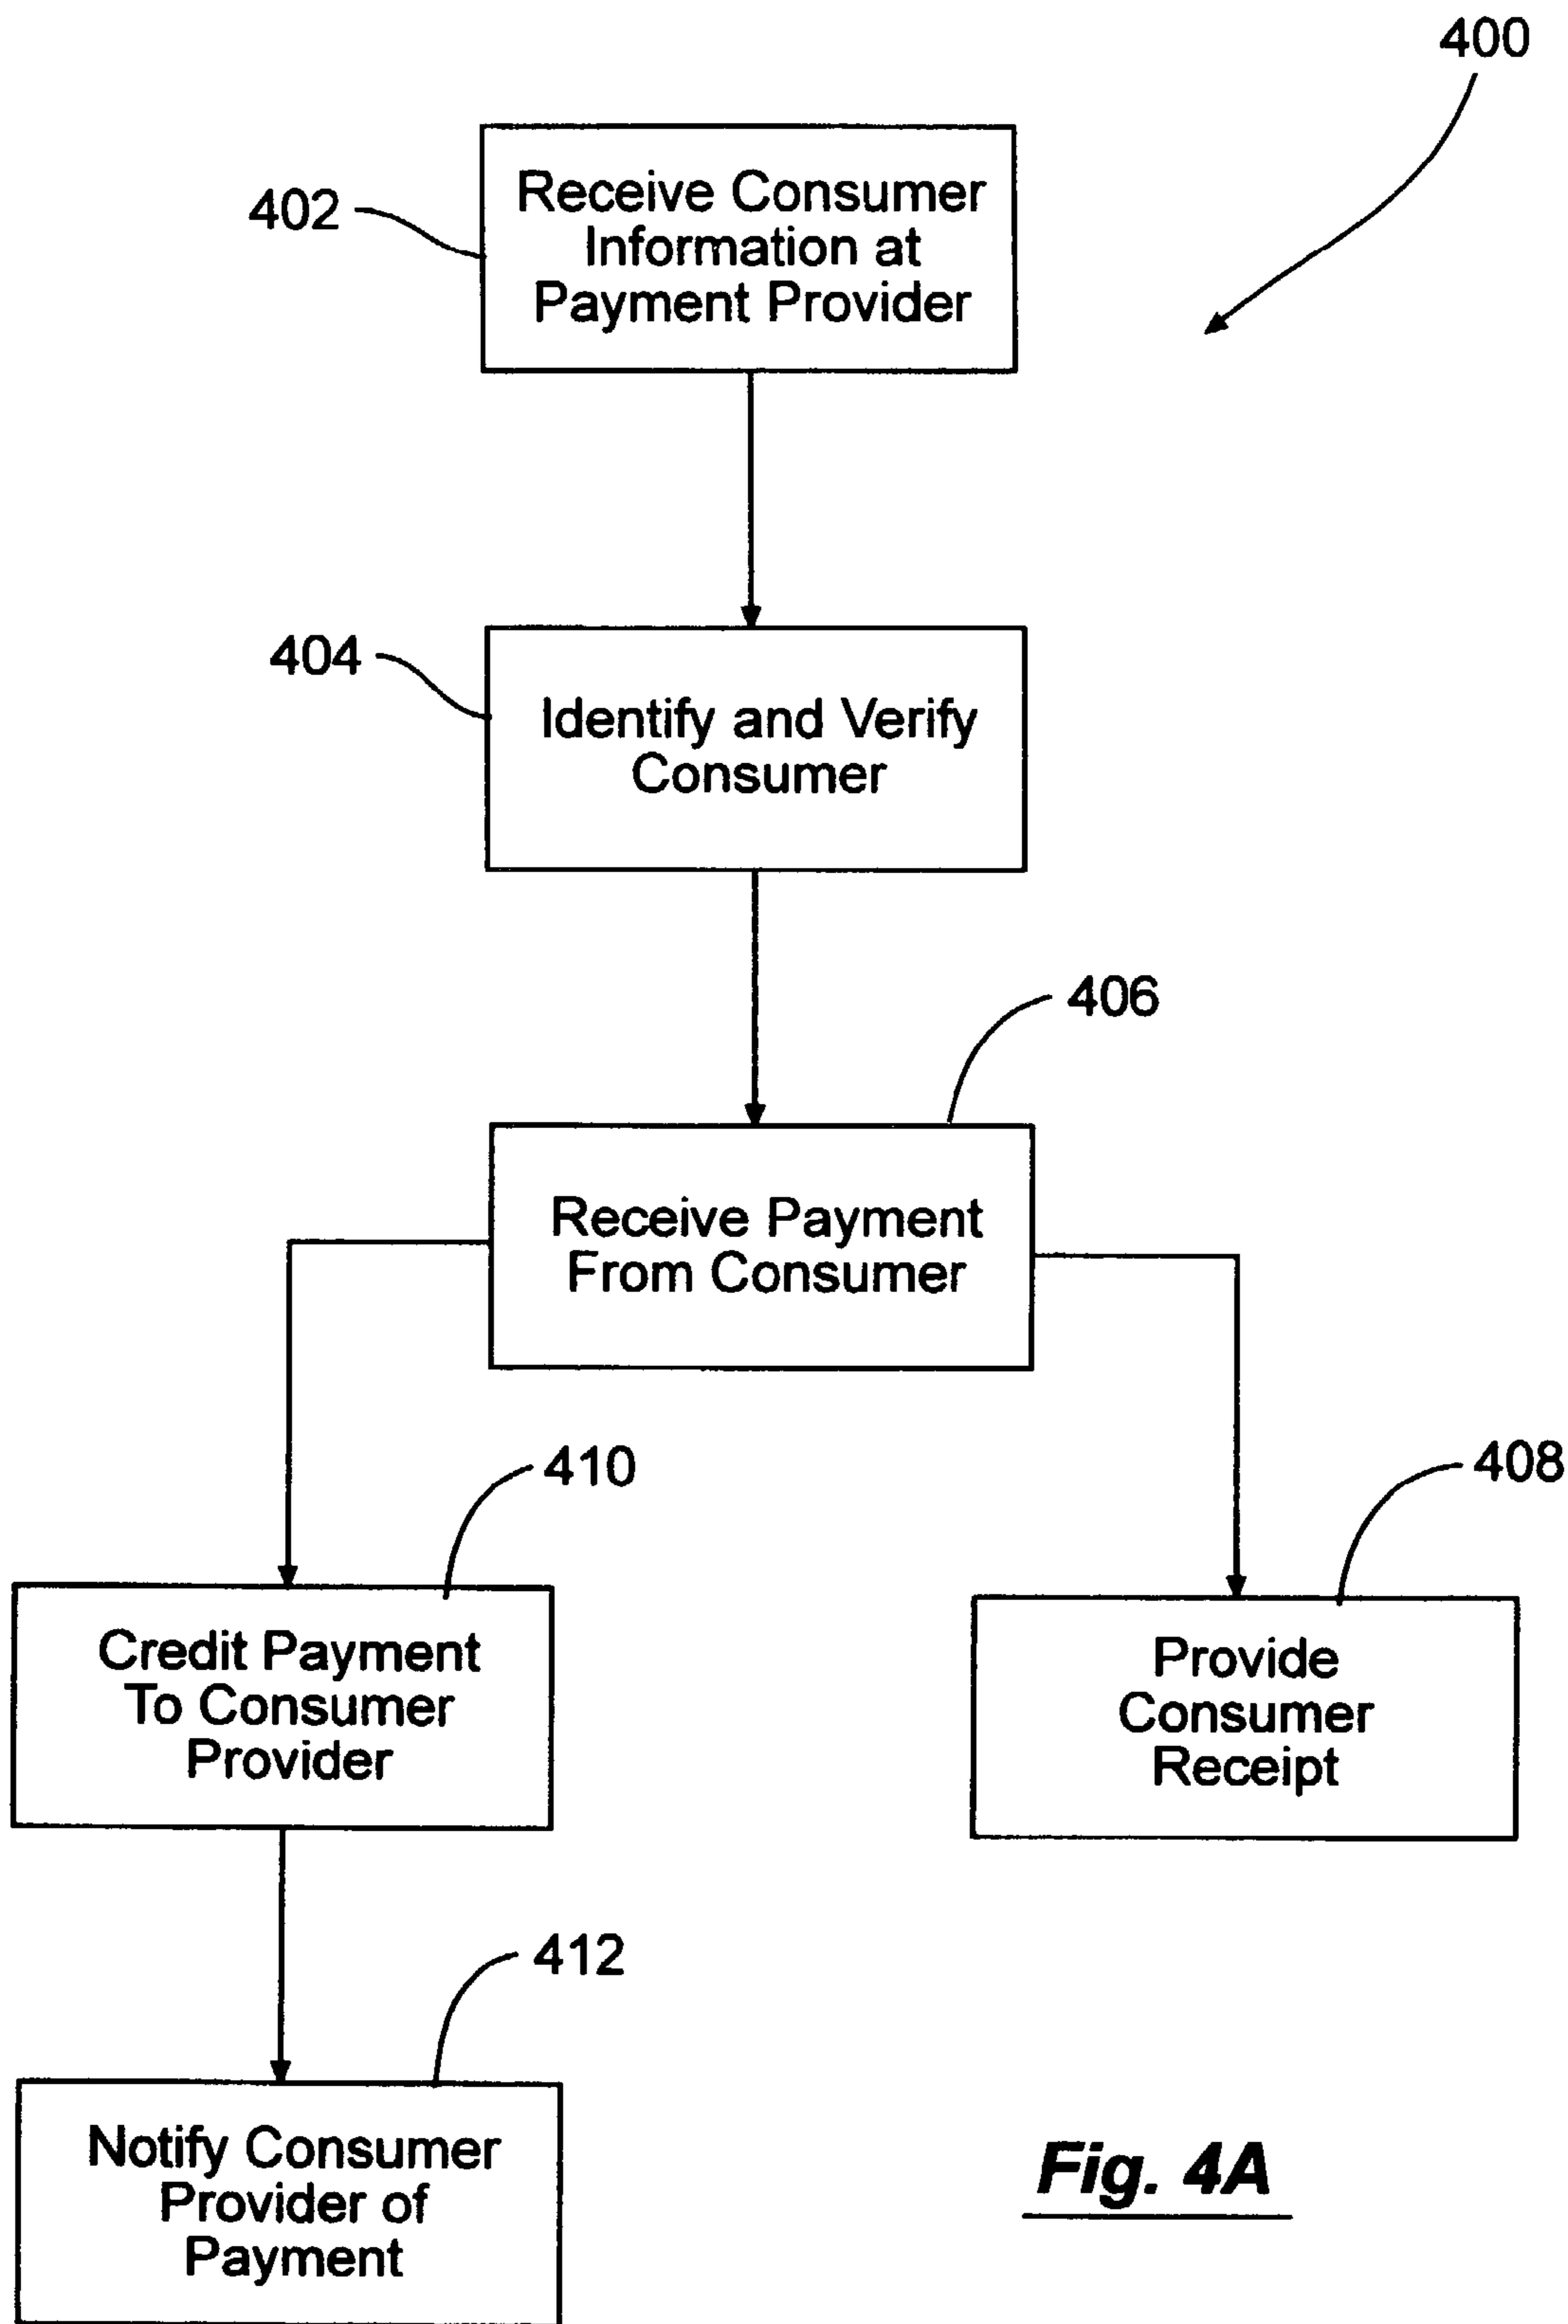 400
402
Receive Consumer
Information at
Payment Provider
404
Identify and Verify
Consumer
406
Receive Payment
From Consumer
410
408
Credit Payment
To Consumer
Provider
Provide
Consumer
Receipt
412
Notify Consumer
Provider of
Payment
Fig. 4A